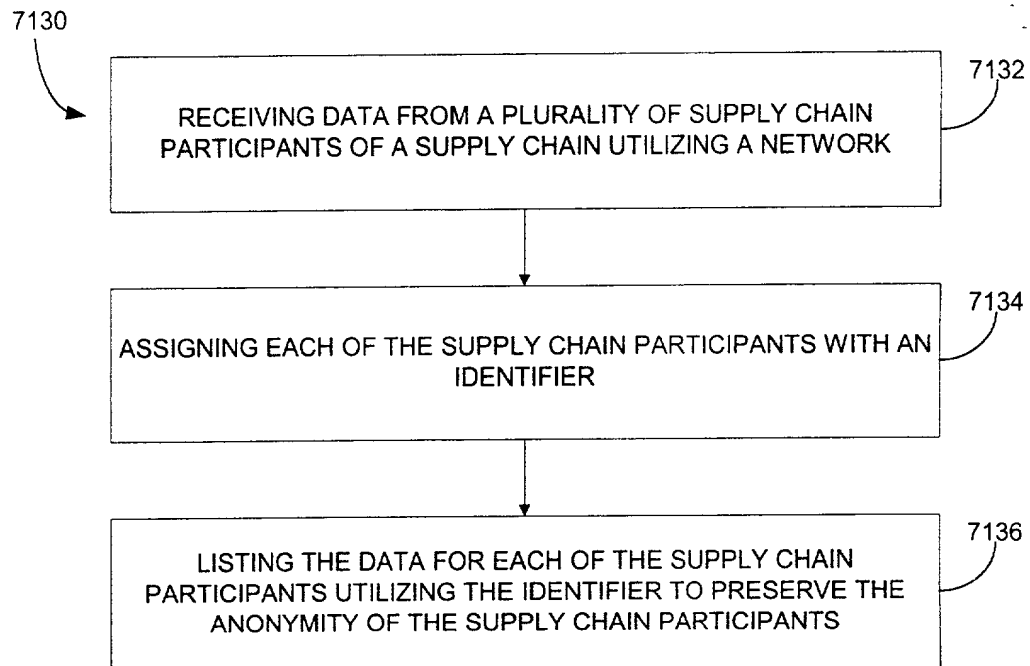 7130
7132
RECEIVING DATA FROM A PLURALITY OF SUPPLY CHAIN
PARTICIPANTS OF A SUPPLY CHAIN UTILIZING A NETWORK
7134
ASSIGNING EACH OF THE SUPPLY CHAIN PARTICIPANTS WITH AN
IDENTIFIER
7136
LISTING THE DATA FOR EACH OF THE SUPPLY CHAIN
PARTICIPANTS UTILIZING THE IDENTIFIER TO PRESERVE THE
ANONYMITY OF THE SUPPLY CHAIN PARTICIPANTS